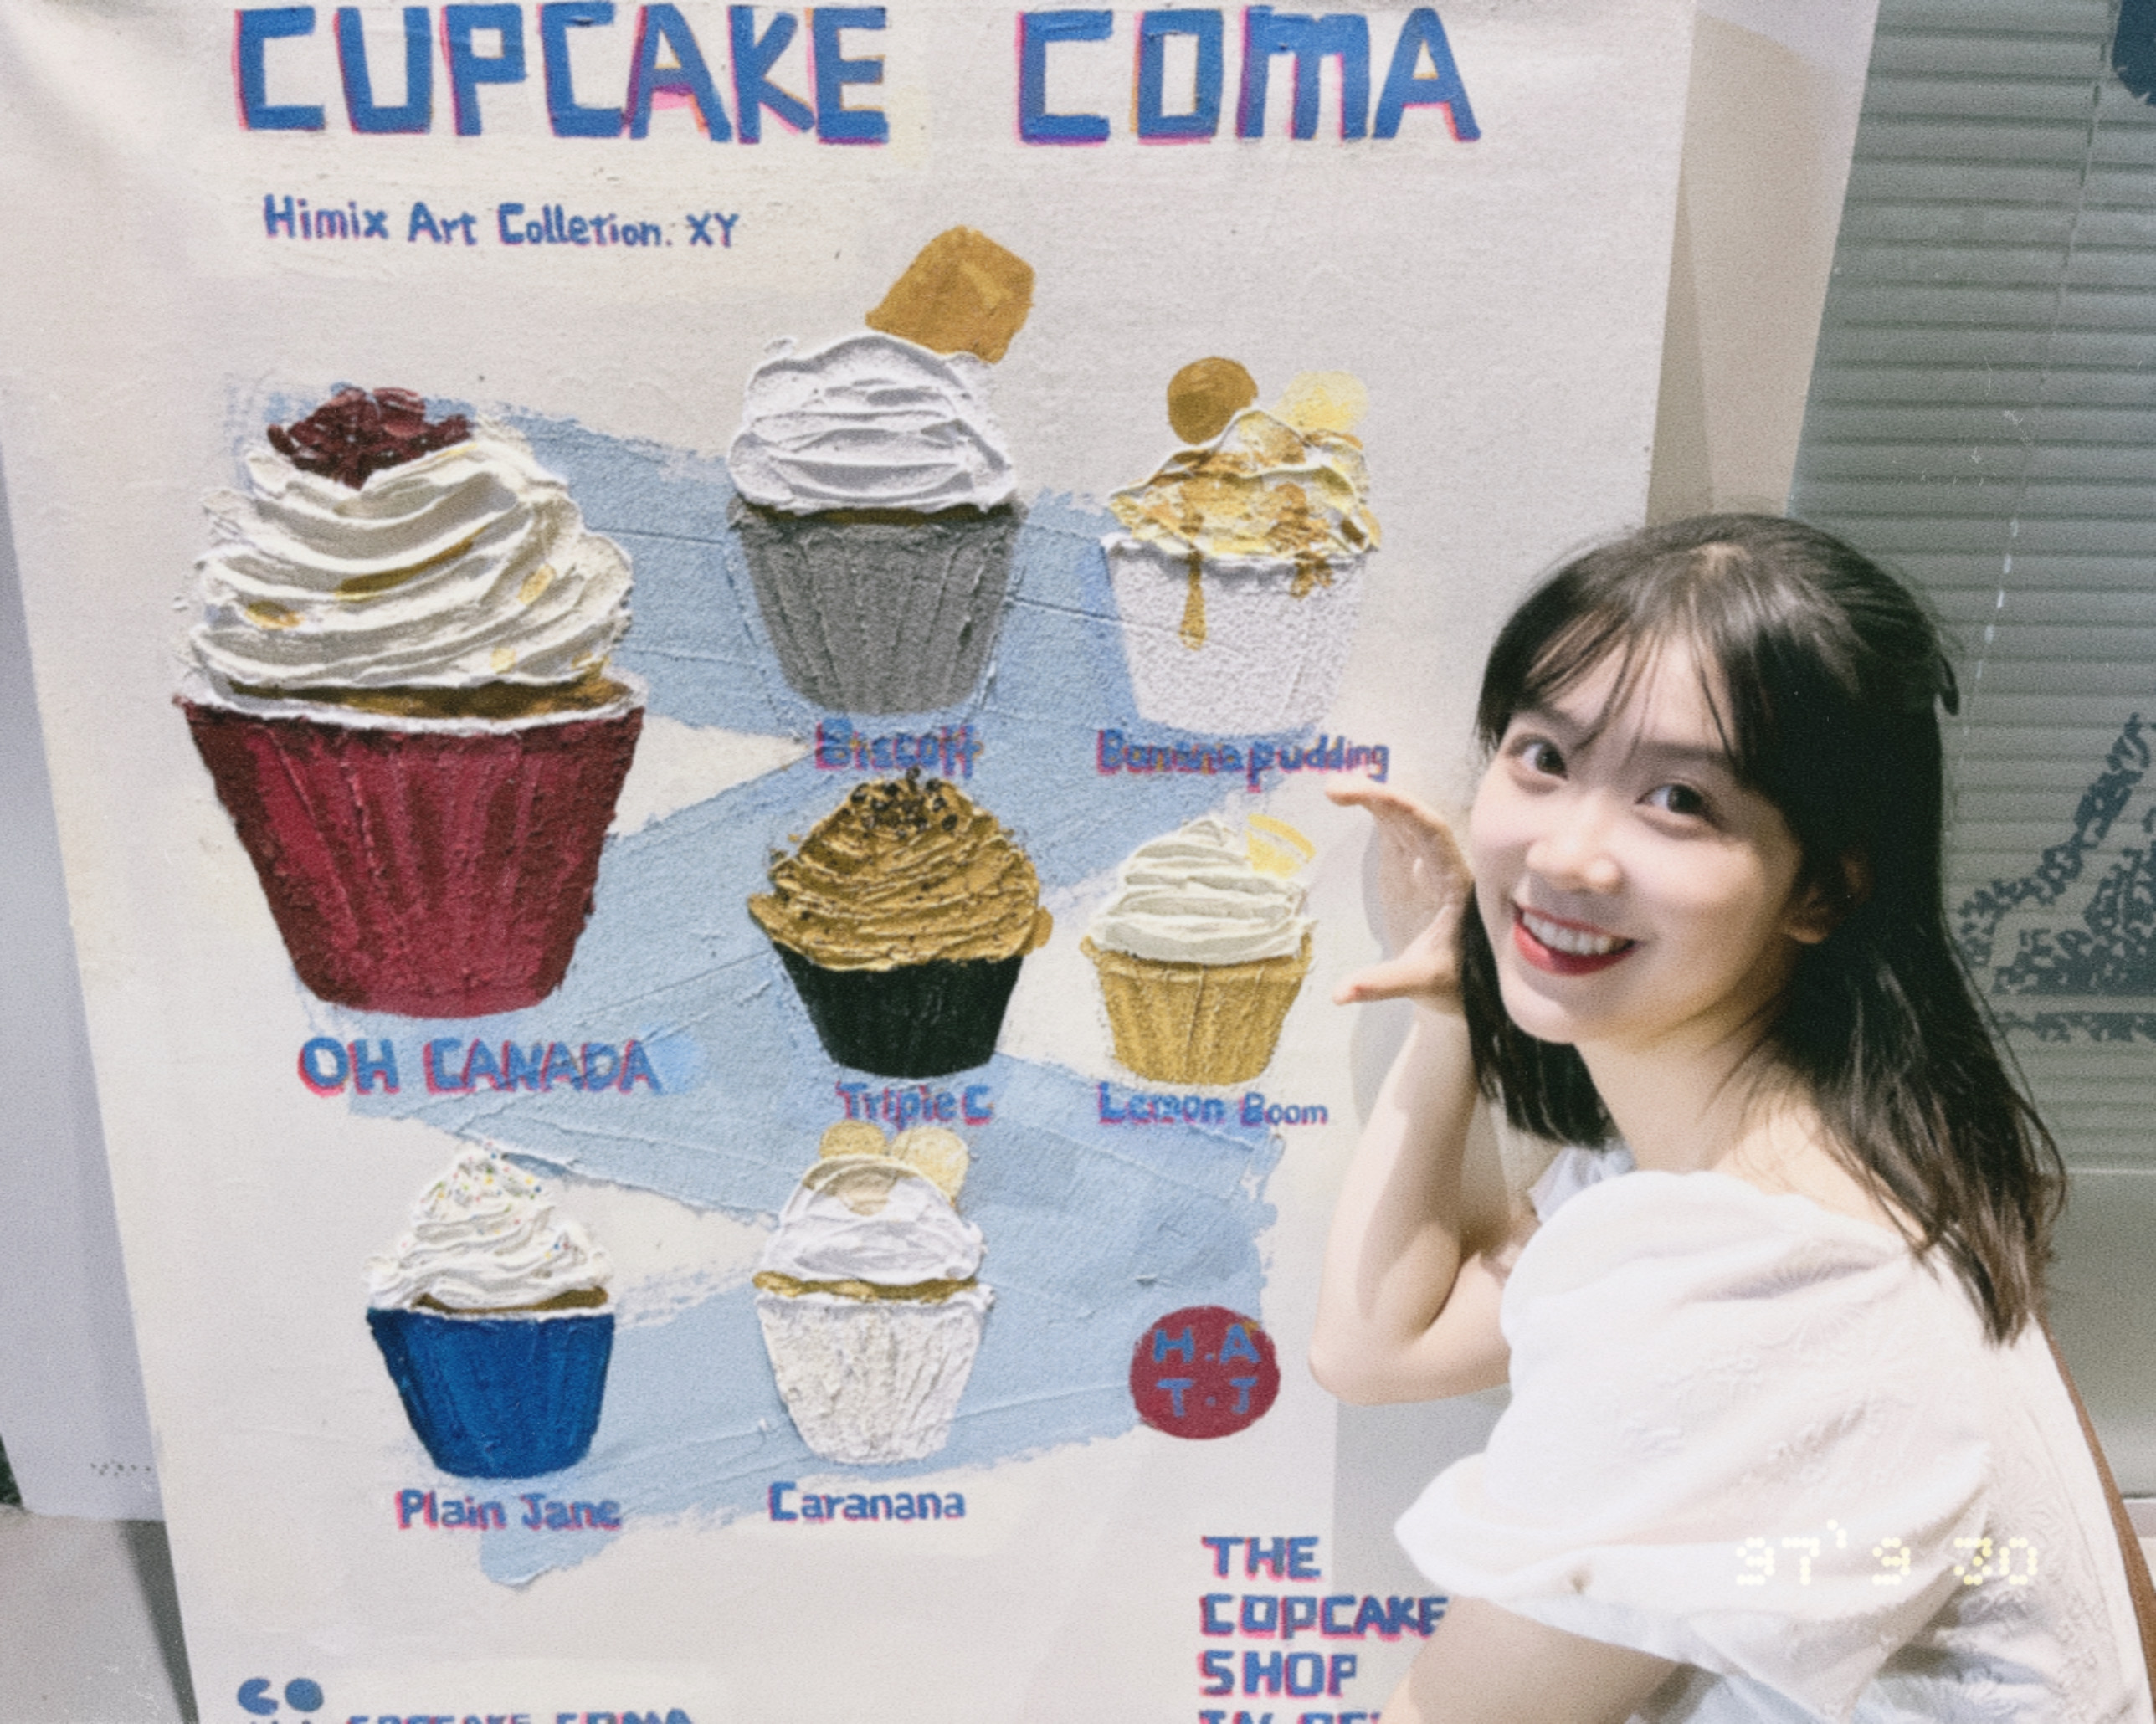 CUPCAKE COMA
Himix Art Colletion. XY
Biscoff
Banana pudding
OH CANADA
Triple C
Lemon Boom
Plain Jane
Caranana
H.A
T.J
THE
COPCAKE
SHOP
CO
97'9 30